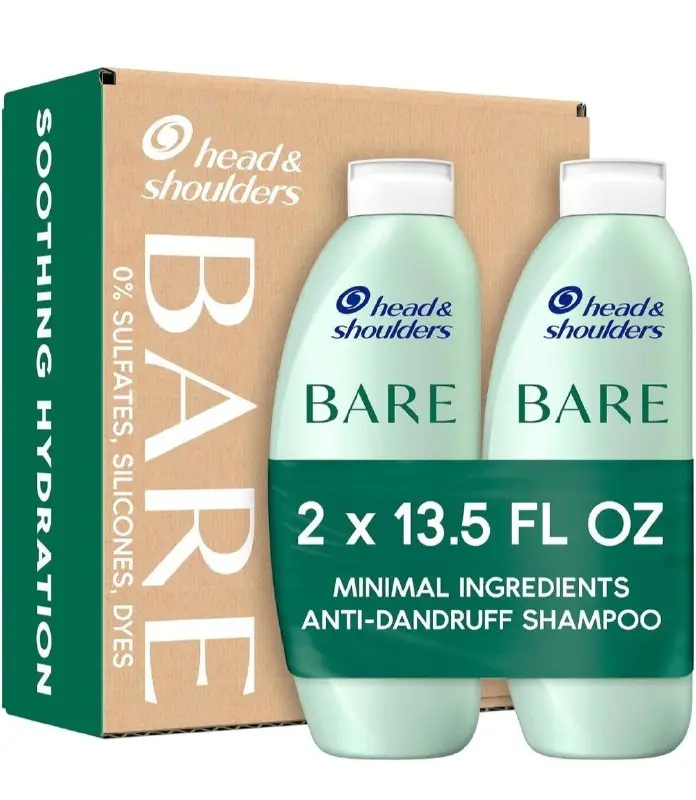 SOOTHING HYDRATION
head &
shoulders
BARE
0% SULFATES, SILICONES, DYES
head &
shoulders
BARE
head &
shoulders
BARE
2 x 13.5 FL OZ
MINIMAL INGREDIENTS
ANTI-DANDRUFF SHAMPOO